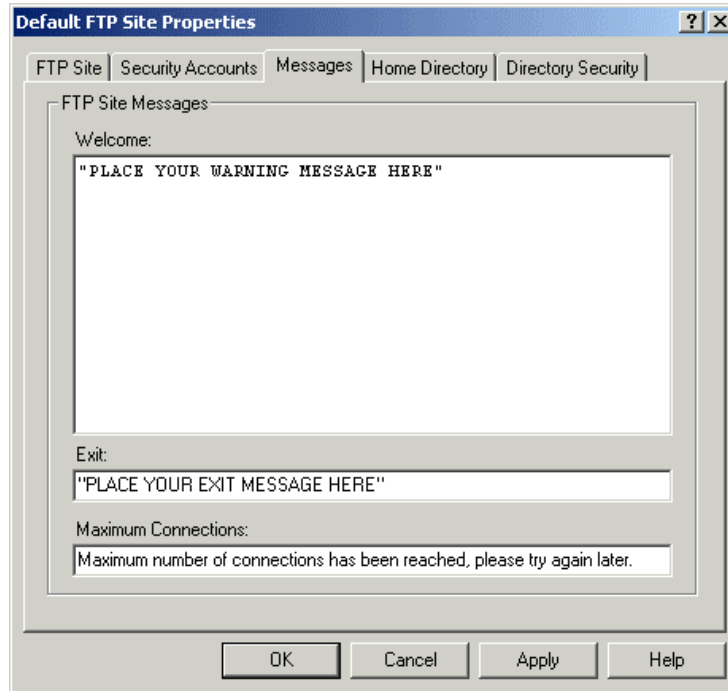 Default FTP Site Properties
FTP Site Security Accounts Messages Home Directory Directory Security
FTP Site Messages
Welcome:
"PLACE YOUR WARNING MESSAGE HERE"
Exit:
"PLACE YOUR EXIT MESSAGE HERE"
Maximum Connections:
Maximum number of connections has been reached, please try again later.
OK Cancel Apply Help